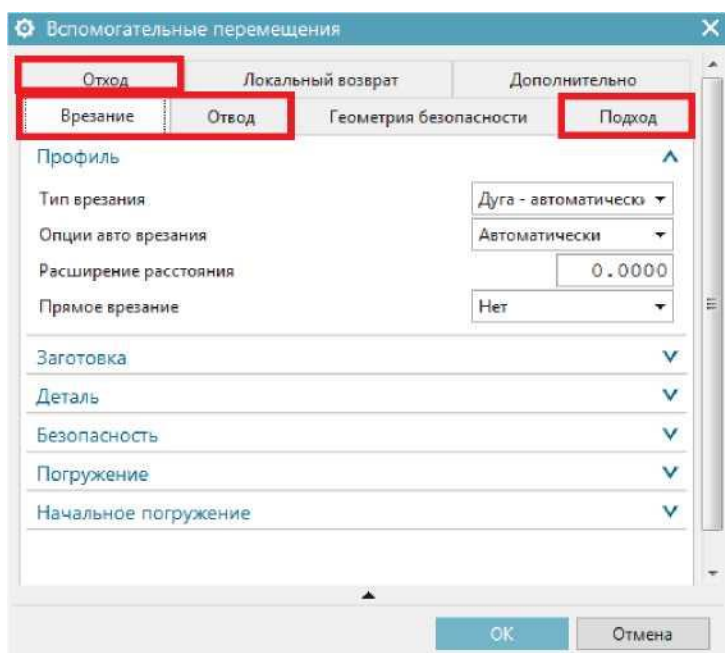 Вспомогательные перемещения
Отход Локальный возврат Дополнительно
Врезание Отвод Геометрия безопасности Подход
Профиль
Тип врезания Дуга - автоматически
Опции авто врезания Автоматически
Расширение расстояния 0.0000
Прямое врезание Нет
Заготовка
Деталь
Безопасность
Погружение
Начальное погружение
OK Отмена